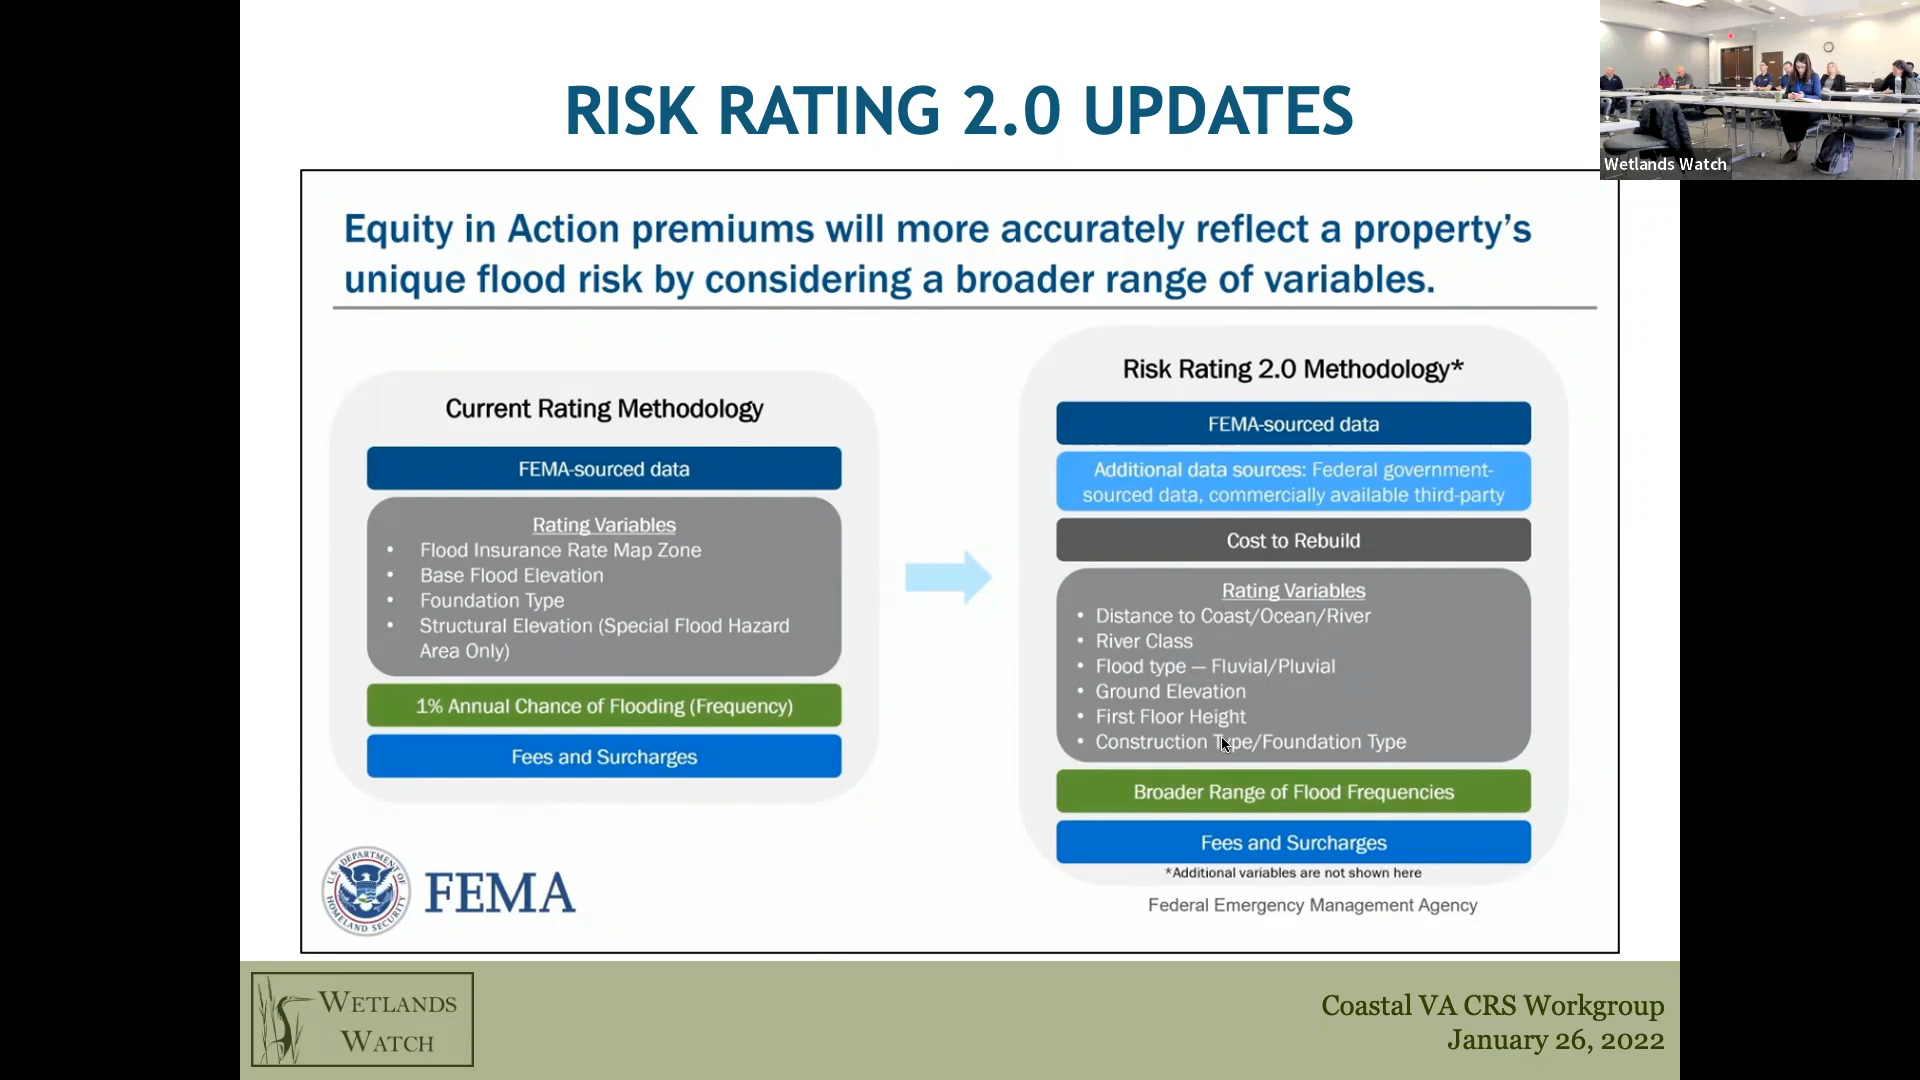 RISK RATING 2.0 UPDATES
Wetlands Watch
Equity in Action premiums will more accurately reflect a property's
unique flood risk by considering a broader range of variables.
Current Rating Methodology
FEMA-sourced data
Rating Variables
• Flood Insurance Rate Map Zone
• Base Flood Elevation
• Foundation Type
• Structural Elevation (Special Flood Hazard
Area Only)
1% Annual Chance of Flooding (Frequency)
Fees and Surcharges
Risk Rating 2.0 Methodology*
FEMA-sourced data
Additional data sources: Federal government-
sourced data, commercially available third-party
Cost to Rebuild
Rating Variables
• Distance to Coast/Ocean/River
• River Class
• Flood type — Fluvial/Pluvial
• Ground Elevation
• First Floor Height
• Construction Type/Foundation Type
Broader Range of Flood Frequencies
Fees and Surcharges
*Additional variables are not shown here
Federal Emergency Management Agency
U.S. DEPARTMENT OF
HOMELAND SECURITY
FEMA
WETLANDS
WATCH
Coastal VA CRS Workgroup
January 26, 2022